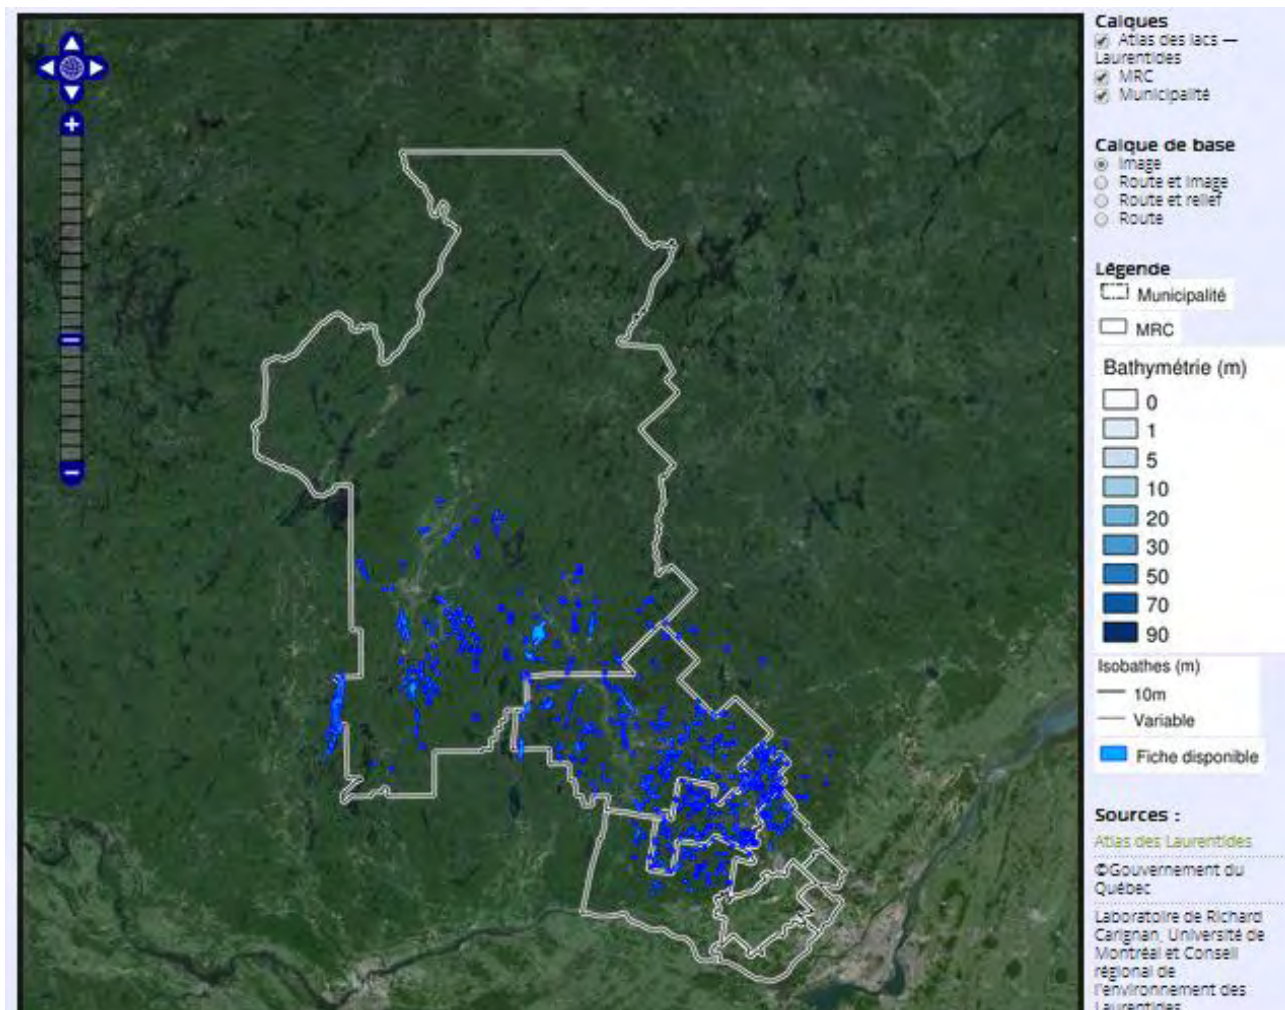 Calques
Atlas des lacs —
Laurentides
MRC
Municipalité
Calque de base
Image
Route et image
Route et relief
Route
Légende
Municipalité
MRC
Bathymétrie (m)
0
1
5
10
20
30
50
70
90
Isobathes (m)
10m
Variable
Fiche disponible
Sources :
Atlas des Laurentides
©Gouvernement du
Québec
Laboratoire de Richard
Carignan, Université de
Montréal et Conseil
régional de
l'environnement des
Laurentides